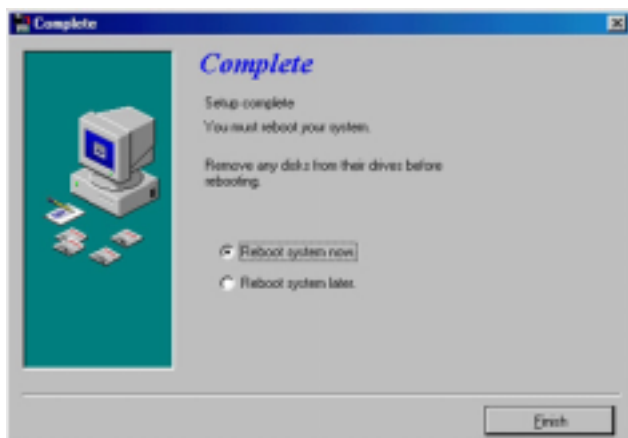 Complete
Complete
Setup complete
You must reboot your system.
Remove any disks from their drives before
rebooting.
Reboot system now.
Reboot system later.
Finish